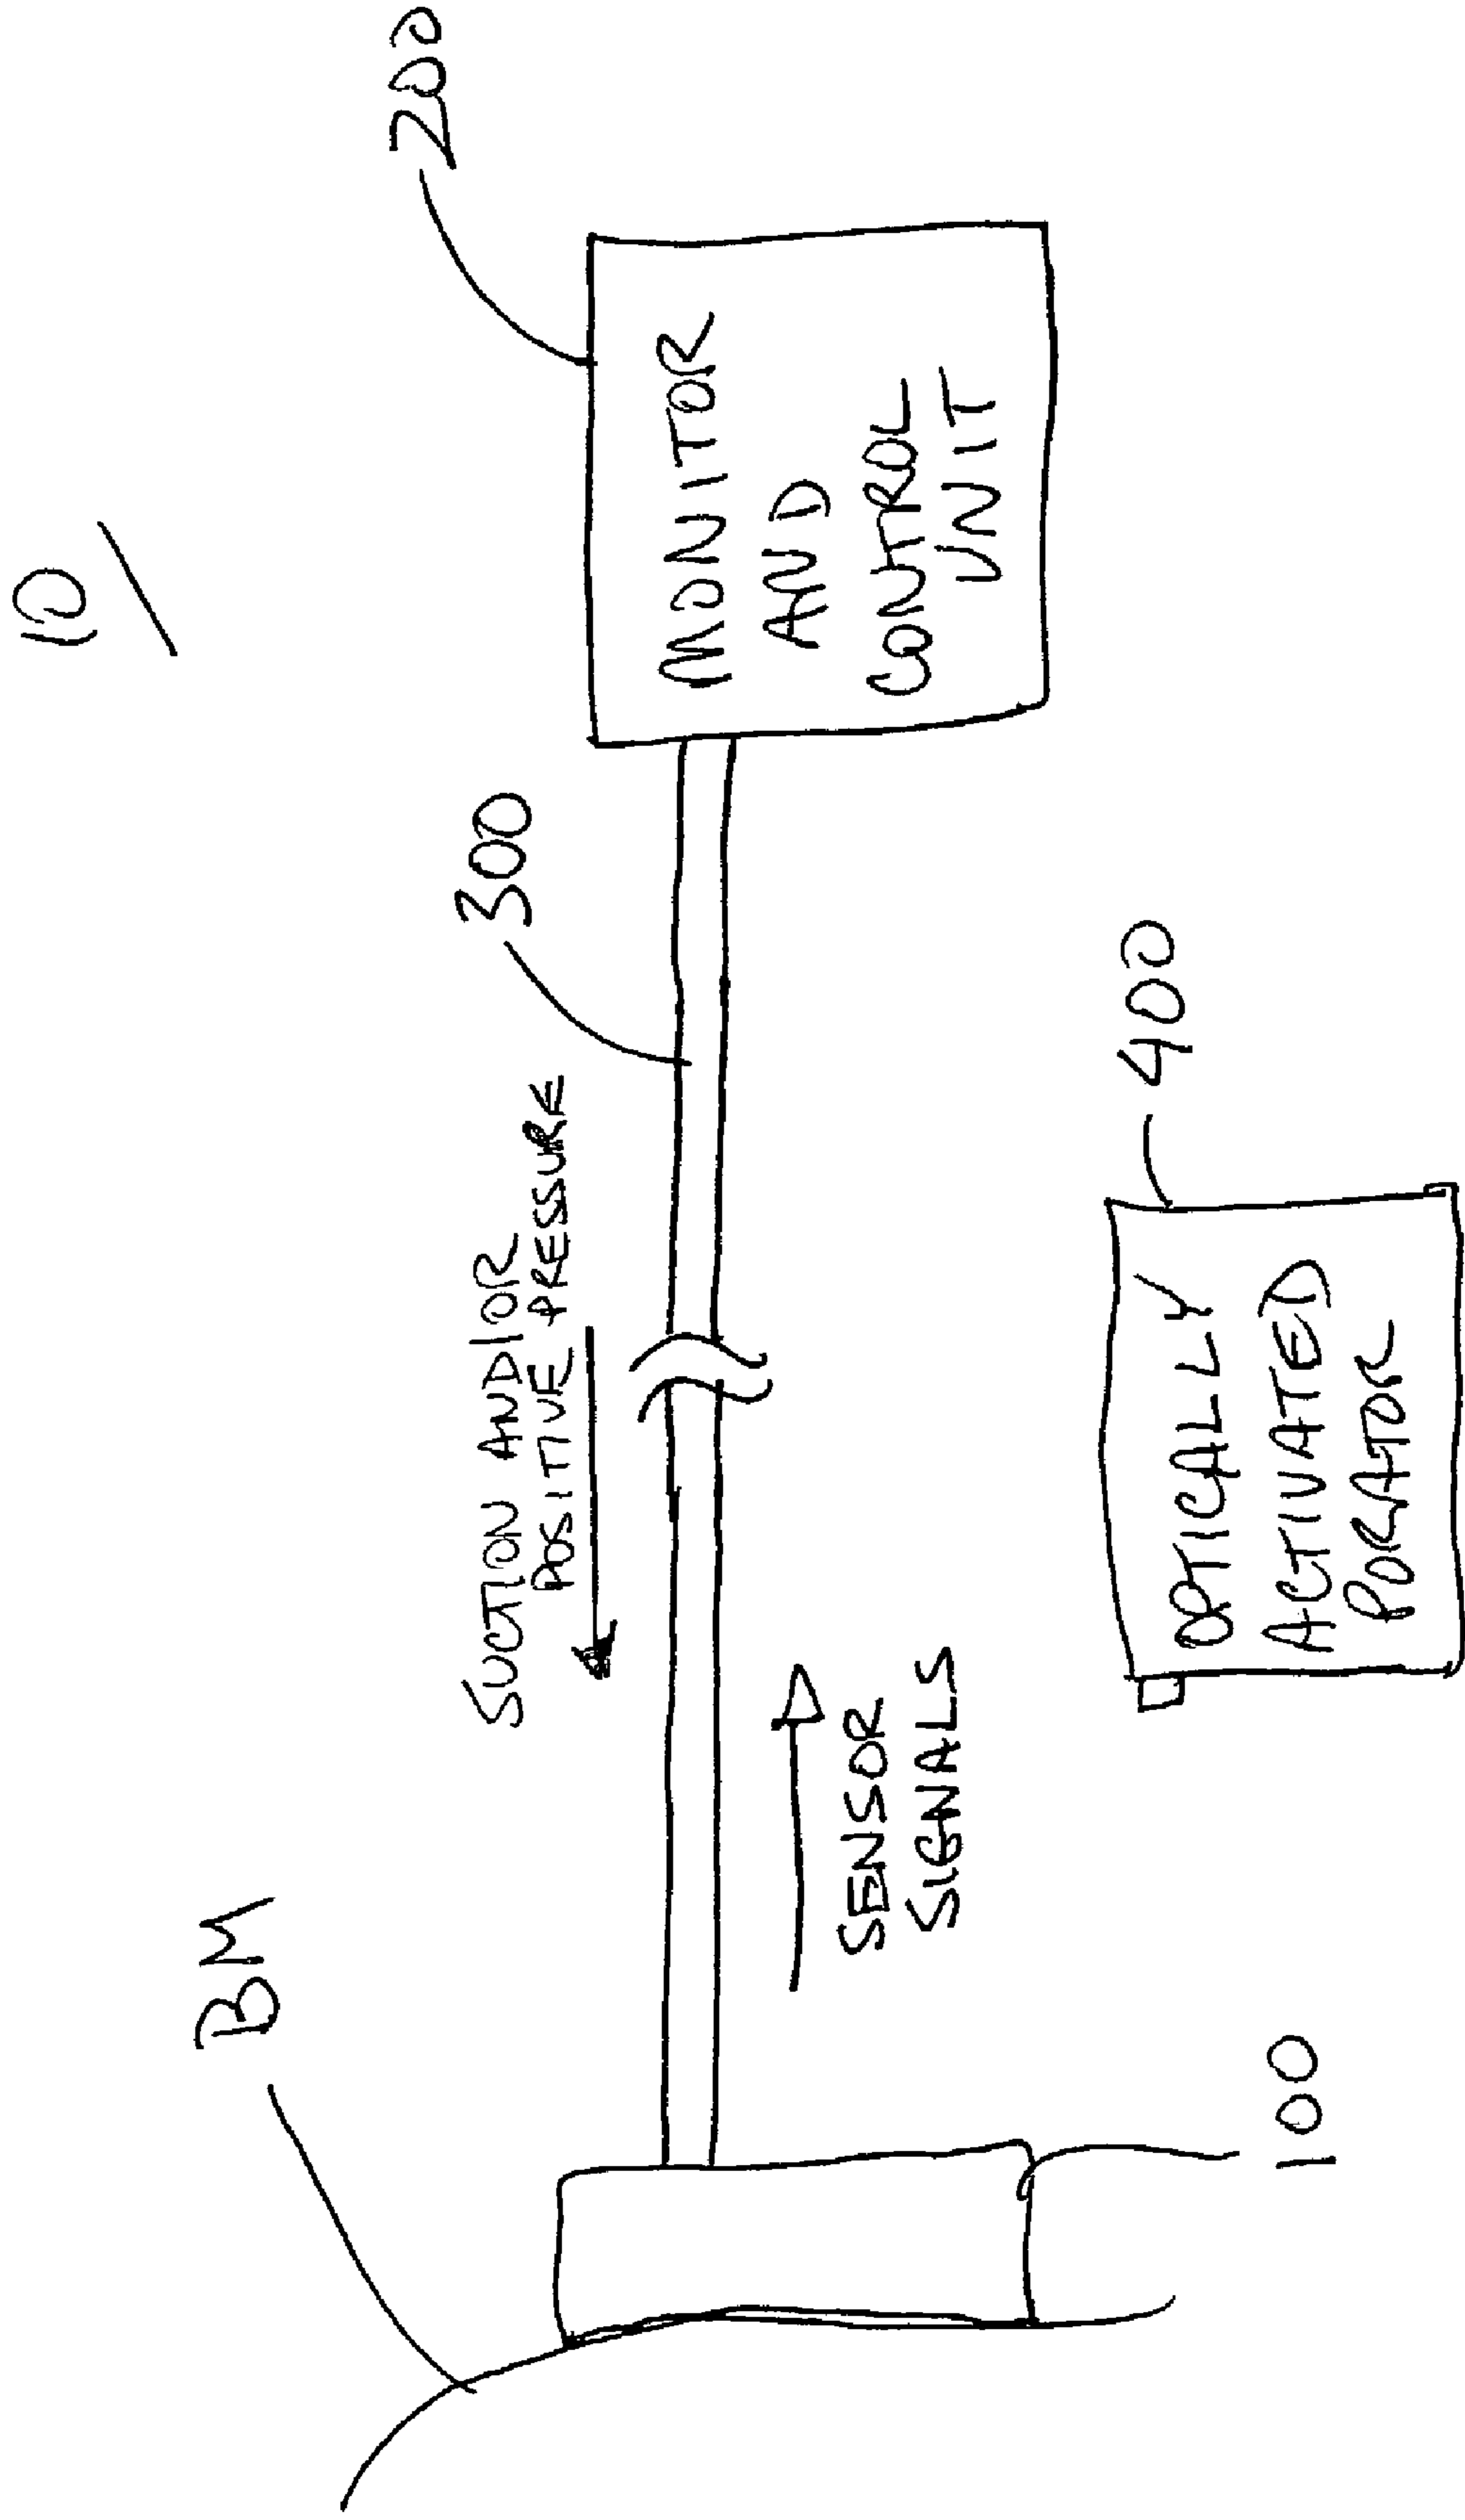 10
200
MONITOR
AND
CONTROL
UNIT
300
SUCTION AND/OR
POSITIVE PRESSURE
BM
SENSOR
SIGNALS
400
OPTICALLY
ACTIVATED
PORATOR
100